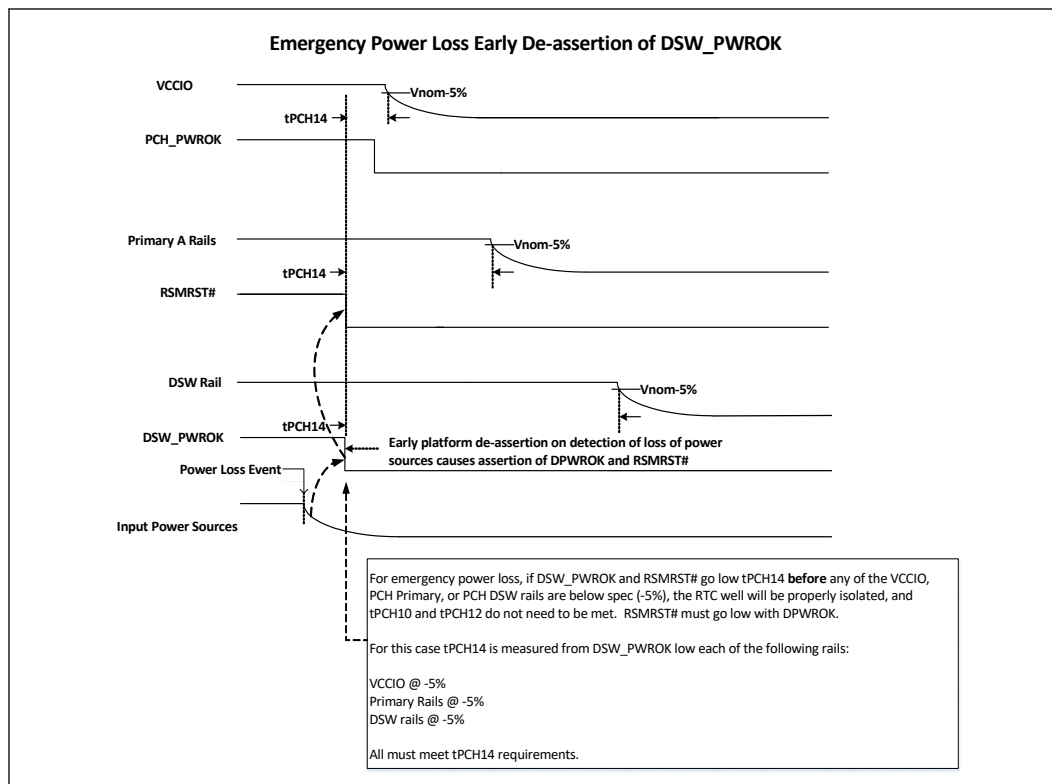 Emergency Power Loss Early De-assertion of DSW_PWROK
VCCIO
Vnom-5%
tPCH14
PCH_PWROK
Primary A Rails
Vnom-5%
tPCH14
RSMRST#
DSW Rail
Vnom-5%
tPCH14
DSW_PWROK
Early platform de-assertion on detection of loss of power
sources causes assertion of DPWROK and RSMRST#
Power Loss Event
Input Power Sources
For emergency power loss, if DSW_PWROK and RSMRST# go low tPCH14 before any of the VCCIO,
PCH Primary, or PCH DSW rails are below spec (-5%), the RTC well will be properly isolated, and
tPCH10 and tPCH12 do not need to be met. RSMRST# must go low with DPWROK.
For this case tPCH14 is measured from DSW_PWROK low each of the following rails:
VCCIO @ -5%
Primary Rails @ -5%
DSW rails @ -5%
All must meet tPCH14 requirements.